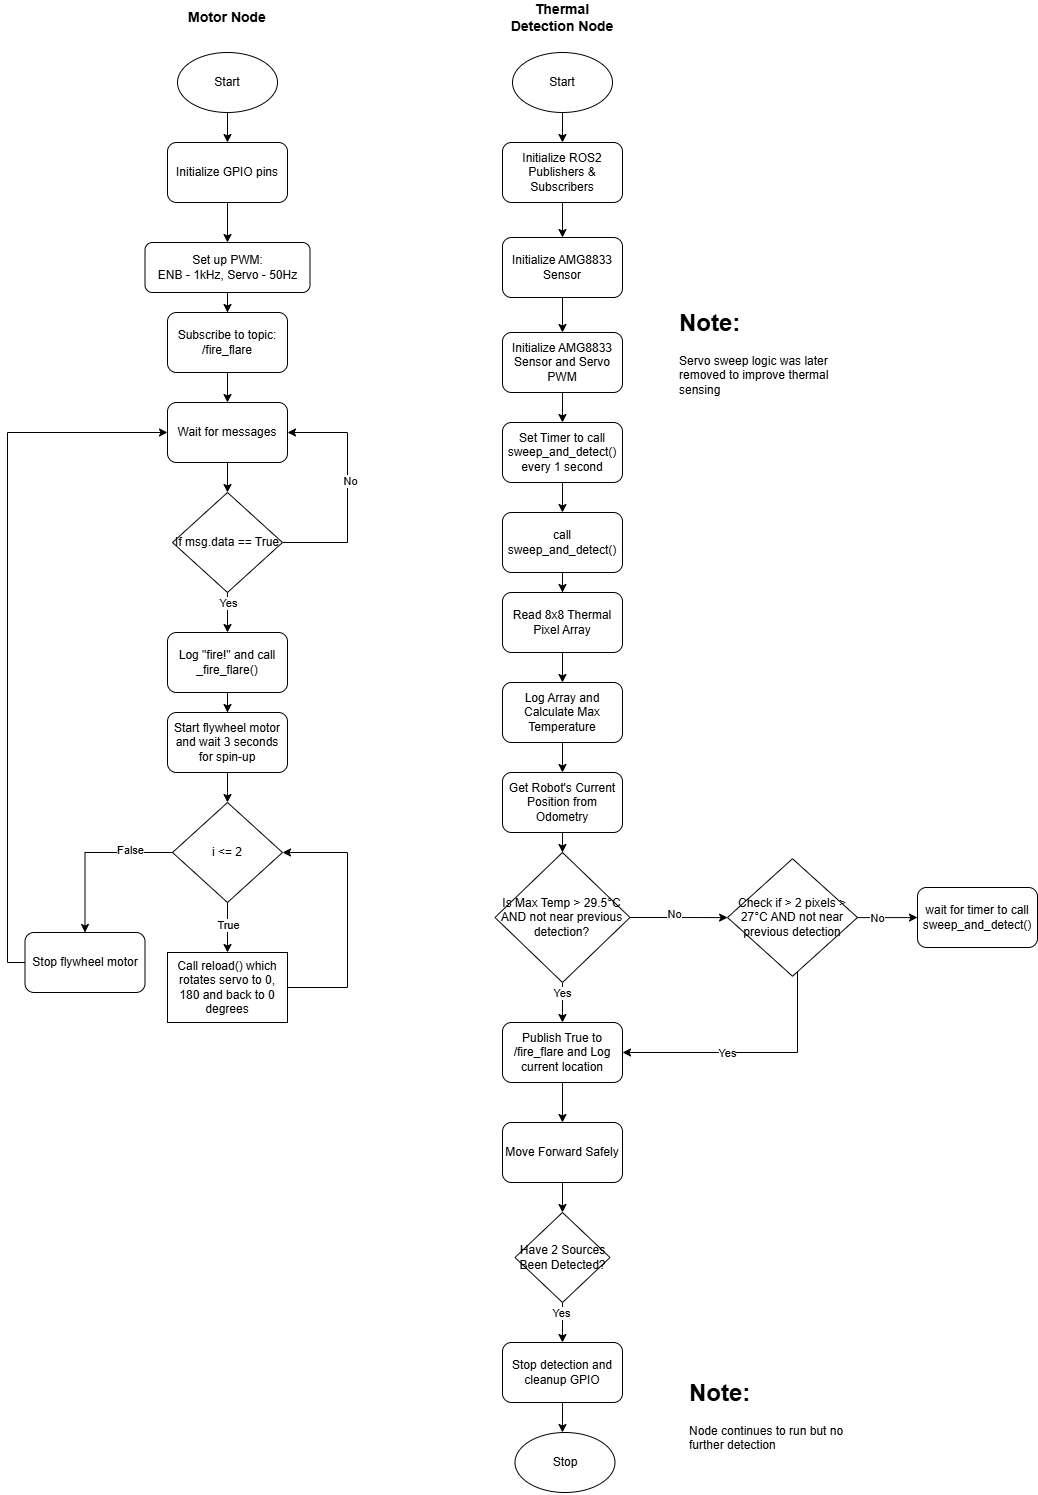 Motor Node
Start
Initialize GPIO pins
Set up PWM:
ENB - 1kHz, Servo - 50Hz
Subscribe to topic:
/fire_flare
Wait for messages
No
If msg.data == True
Yes
Log "fire!" and call
_fire_flare()
Start flywheel motor
and wait 3 seconds
for spin-up
i <= 2
False
True
Stop flywheel motor
Call reload() which
rotates servo to 0,
180 and back to 0
degrees
Thermal
Detection Node
Start
Initialize ROS2
Publishers &
Subscribers
Initialize AMG8833
Sensor
Initialize AMG8833
Sensor and Servo
PWM
Note:
Servo sweep logic was later
removed to improve thermal
sensing
Set Timer to call
sweep_and_detect()
every 1 second
call
sweep_and_detect()
Read 8x8 Thermal
Pixel Array
Log Array and
Calculate Max
Temperature
Get Robot's Current
Position from
Odometry
Is Max Temp > 29.5°C
AND not near previous
detection?
No
Check if > 2 pixels >
27°C AND not near
previous detection
No
wait for timer to call
sweep_and_detect()
Yes
Yes
Publish True to
/fire_flare and Log
current location
Move Forward Safely
Have 2 Sources
Been Detected?
Yes
Stop detection and
cleanup GPIO
Stop
Note:
Node continues to run but no
further detection